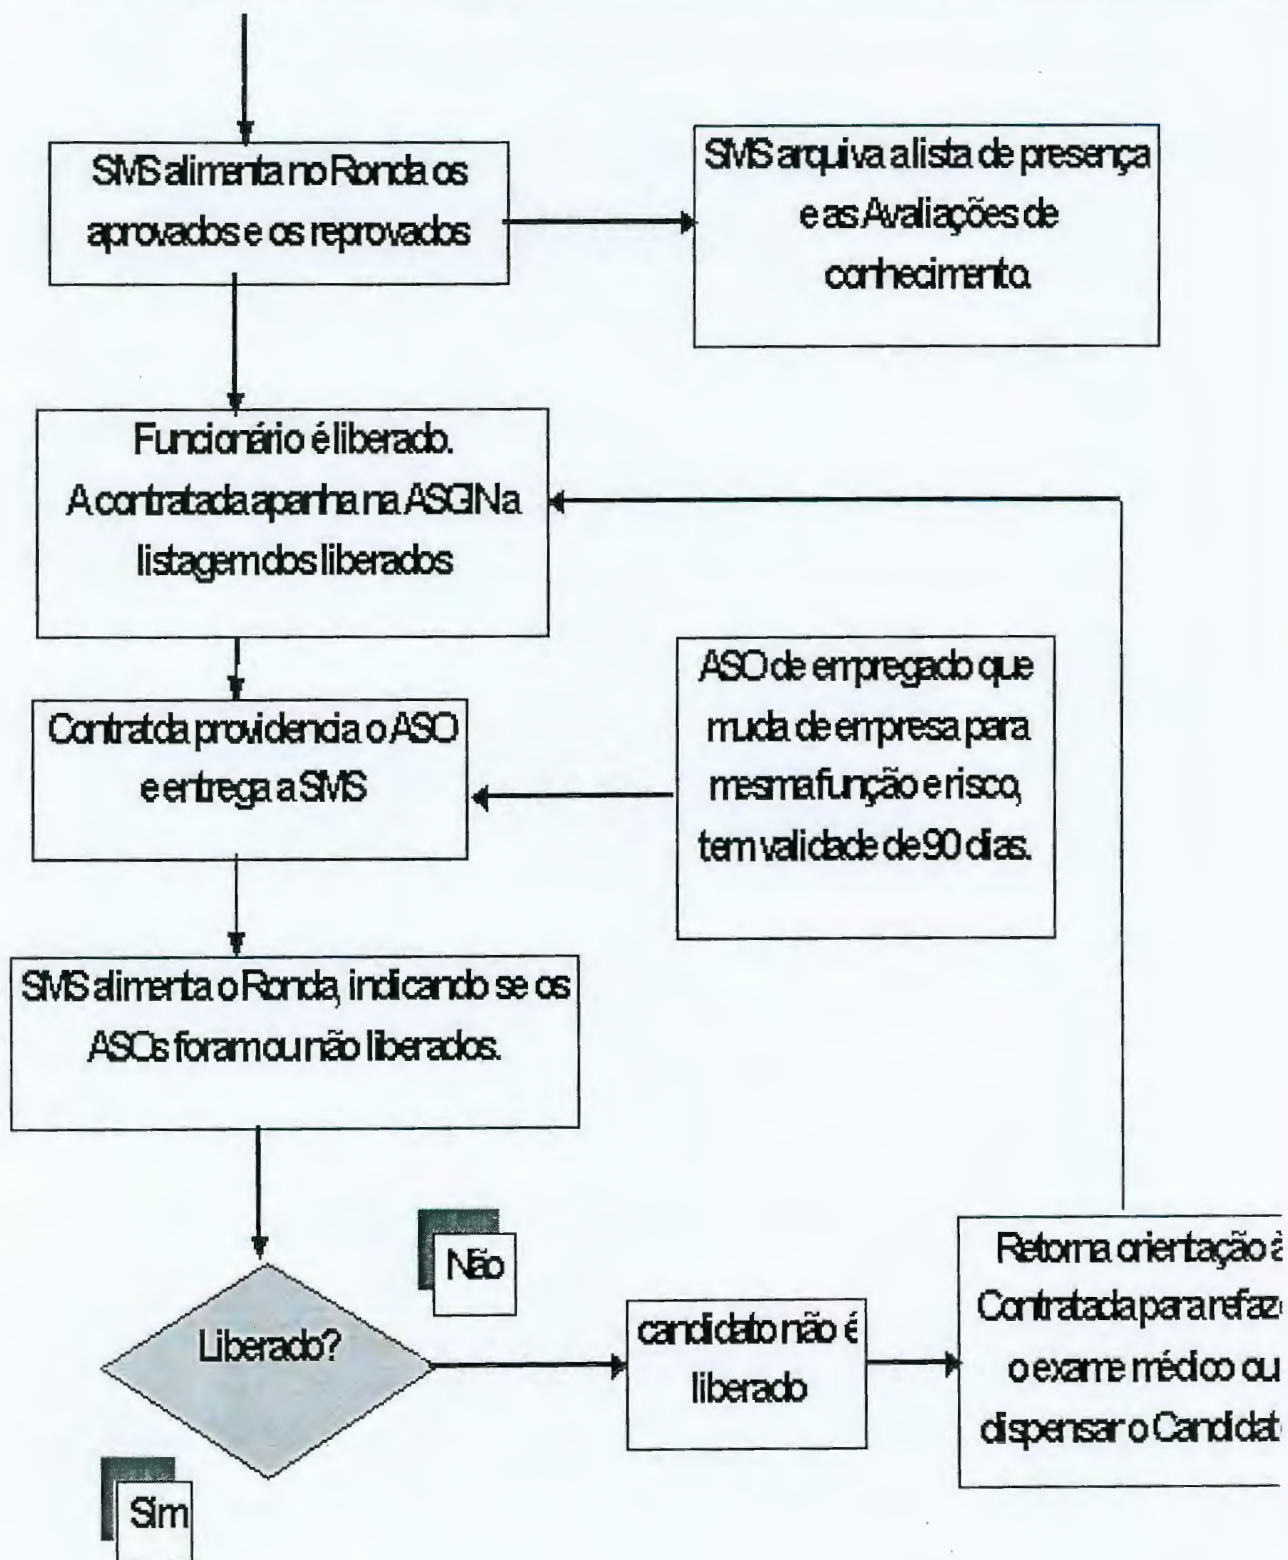 SMS alimenta no Ronda os
aprovados e os reprovados
SMS arquiva a lista de presença
e as Avaliações de
conhecimento.
Funcionário é liberado.
A contratada apanha na ASGIN a
listagem dos liberados
ASO de empregado que
muda de empresa para
mesma função e risco,
tem validade de 90 dias.
Contratda providencia o ASO
e entrega a SMS
SMS alimenta o Ronda, indicando se os
ASOs foram ou não liberados.
Não
Liberado?
candidato não é
liberado
Retorna orientação à
Contratada para refaze
o exame médico ou
dispensar o Candidat
Sim